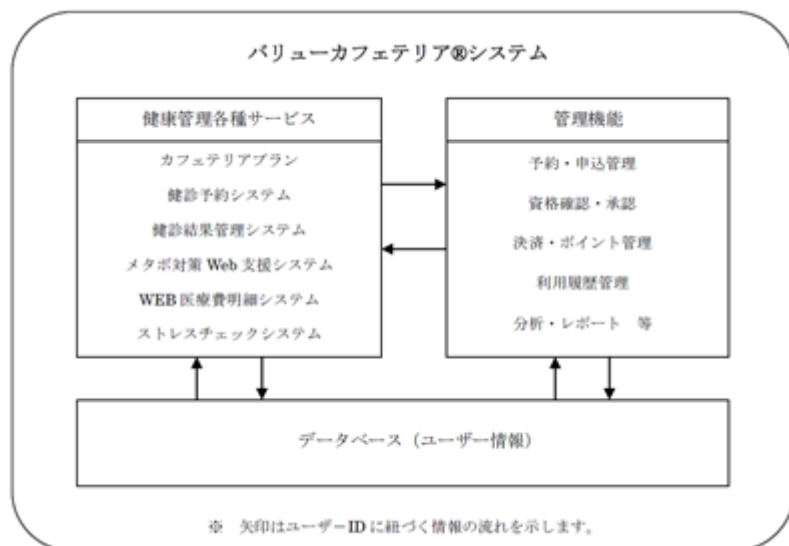 バリューカフェテリア®システム
健康管理各種サービス
カフェテリアプラン
健診予約システム
健診結果管理システム
メタボ対策 Web 支援システム
WEB 医療費明細システム
ストレスチェックシステム
管理機能
予約・申込管理
資格確認・承認
決済・ポイント管理
利用履歴管理
分析・レポート　等
データベース（ユーザー情報）
※　矢印はユーザーID に紐づく情報の流れを示します。